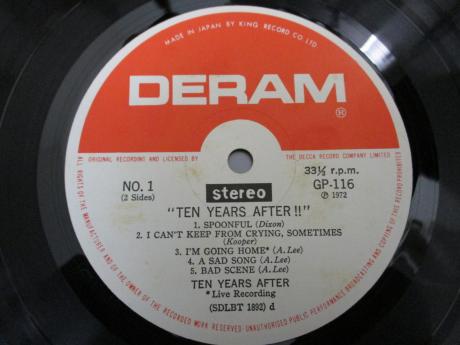 MADE IN JAPAN BY KING RECORD CO. LTD.
DERAM
®
ORIGINAL RECORDING AND LICENSED BY THE DECCA RECORD COMPANY LIMITED
NO. 1
(2 Sides)
stereo
33⅓ r.p.m.
GP-116
Ⓟ 1972
"TEN YEARS AFTER!!"
1. SPOONFUL (Dixon)
2. I CAN'T KEEP FROM CRYING, SOMETIMES
(Kooper)
3. I'M GOING HOME* (A. Lee)
4. A SAD SONG (A. Lee)
5. BAD SCENE (A. Lee)
TEN YEARS AFTER
*Live Recording
(SDLBT 1892) d
ALL RIGHTS OF THE MANUFACTURER AND OF THE OWNER OF THE RECORDED WORK RESERVED UNAUTHORISED PUBLIC PERFORMANCE BROADCASTING AND COPYING OF THIS RECORD PROHIBITED